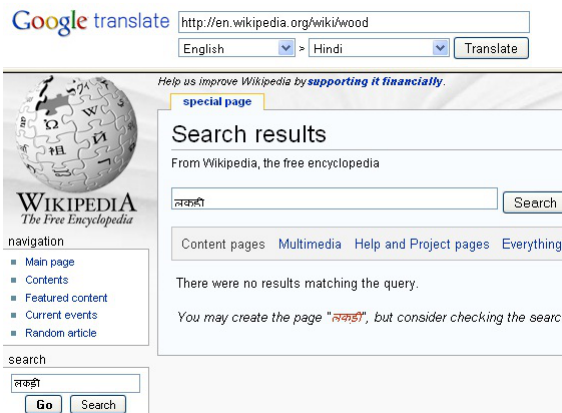 Google translate
http://en.wikipedia.org/wiki/wood
English > Hindi Translate
Help us improve Wikipedia by supporting it financially.
special page
Search results
From Wikipedia, the free encyclopedia
लकड़ी Search
Content pages Multimedia Help and Project pages Everything
There were no results matching the query.
You may create the page "लकड़ी", but consider checking the searc
WIKIPEDIA
The Free Encyclopedia
navigation
Main page
Contents
Featured content
Current events
Random article
search
लकड़ी
Go Search